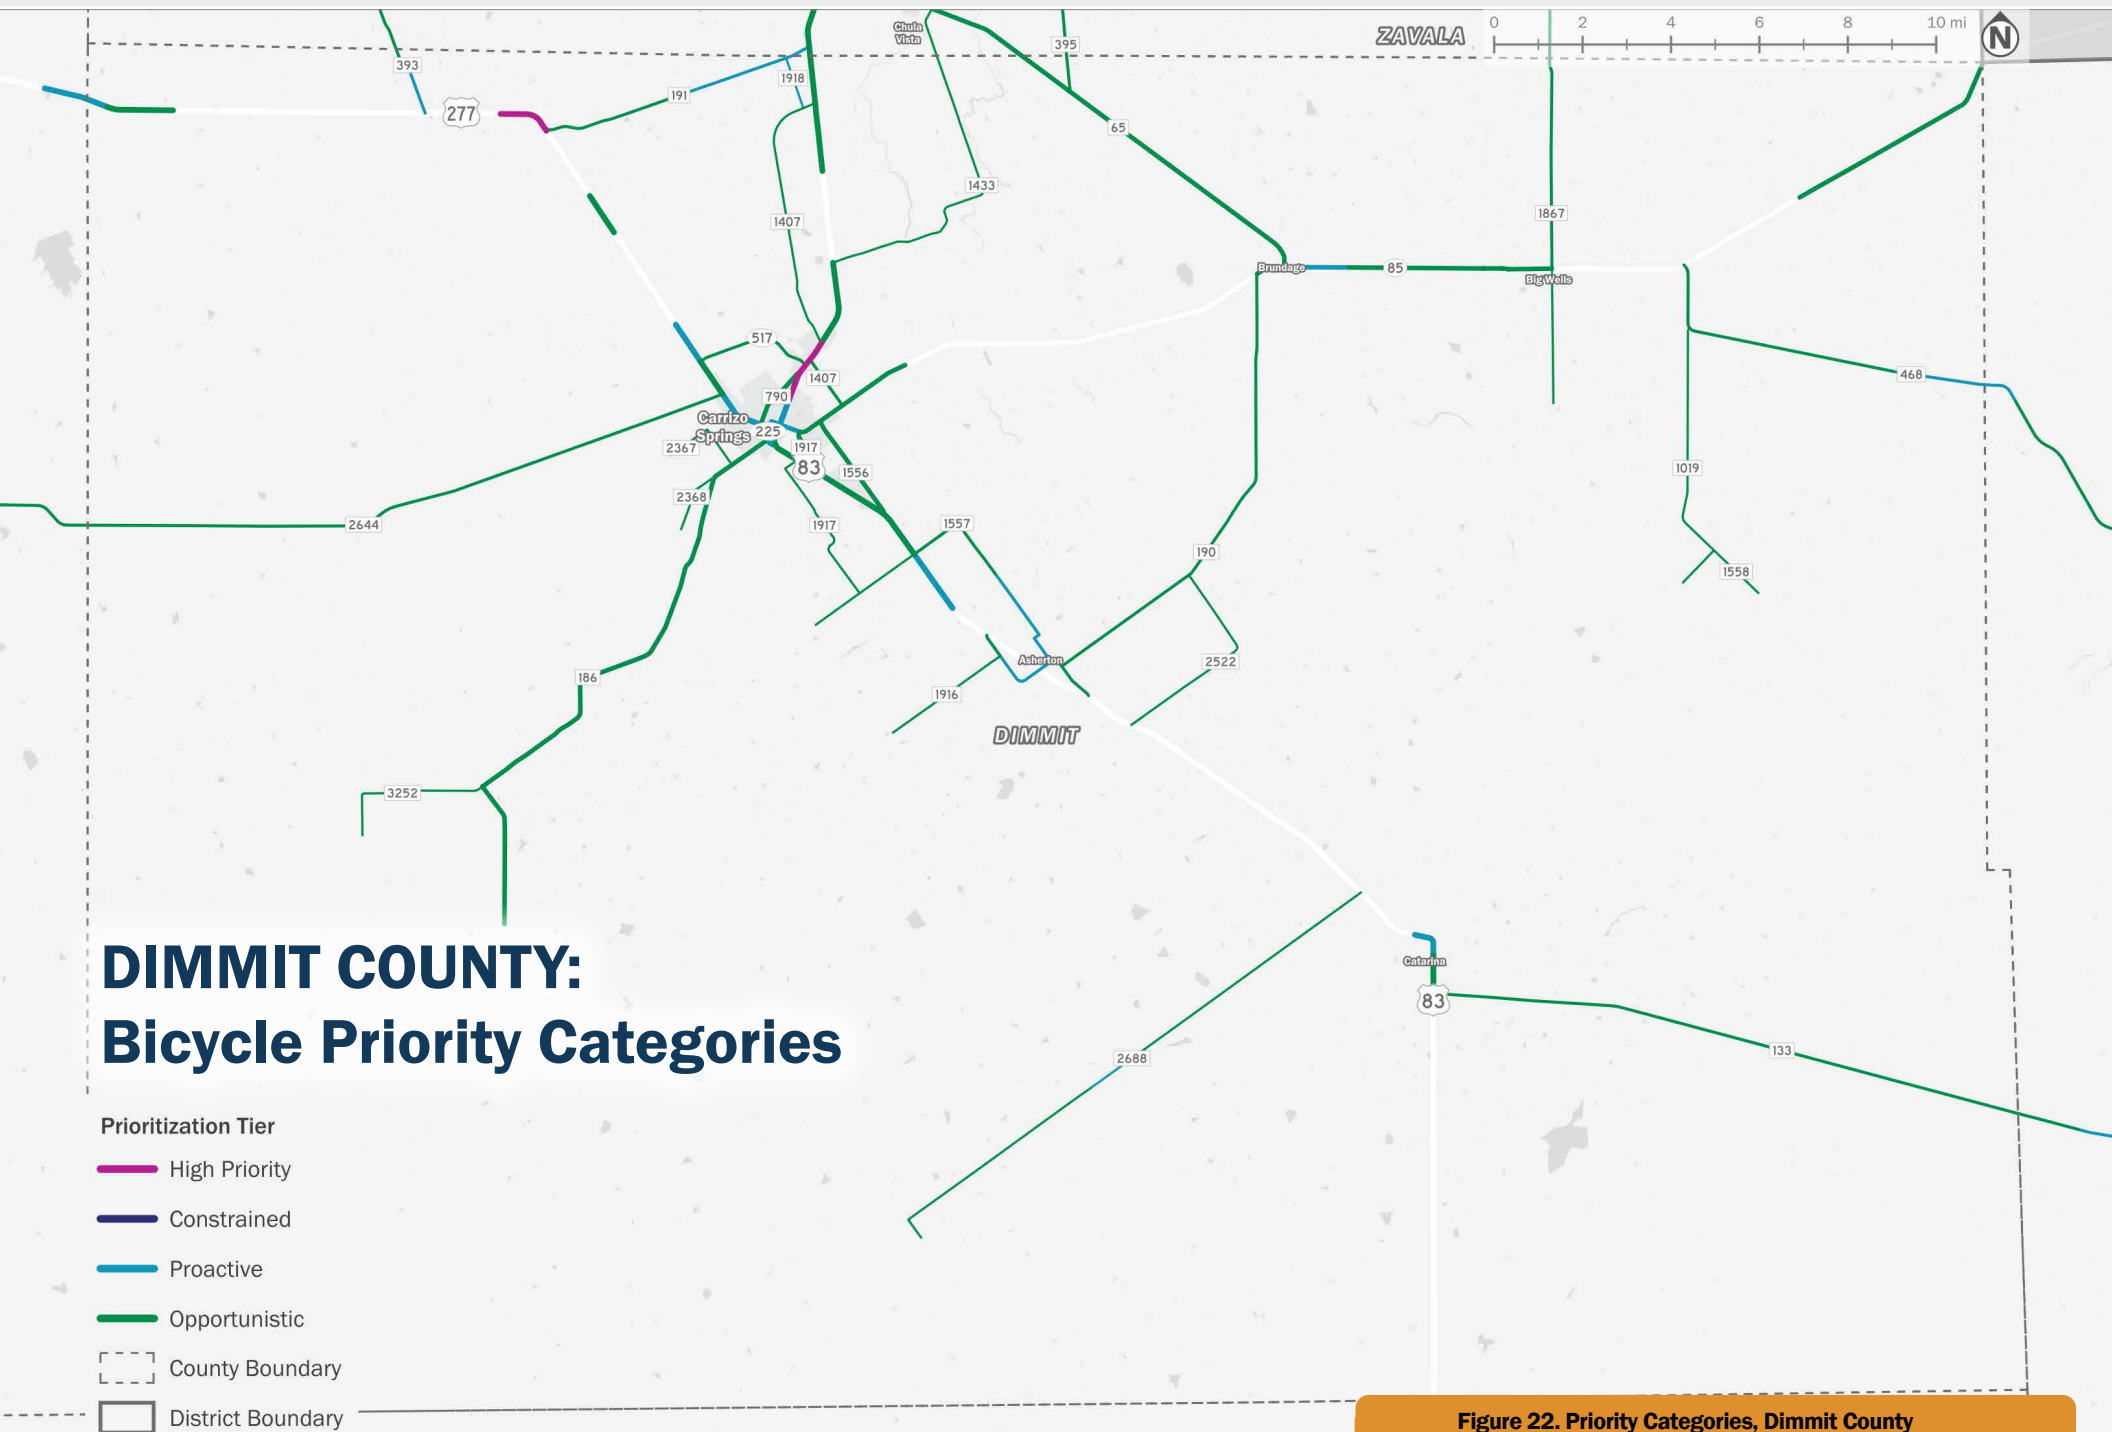 Chula
Vista
395
ZAVALA
0 2 4 6 8 10 mi
N
393
277
191
1918
65
1433
1407
1867
Brundage
85
Big Wells
517
1407
790
468
Carrizo
Springs
225
2367
1917
83
1556
1019
2368
2644
1917
1557
190
1558
186
Asherton
2522
1916
DIMMIT
3252
Catarina
83
133
2688
DIMMIT COUNTY:
Bicycle Priority Categories
Prioritization Tier
High Priority
Constrained
Proactive
Opportunistic
County Boundary
District Boundary
Figure 22. Priority Categories, Dimmit County